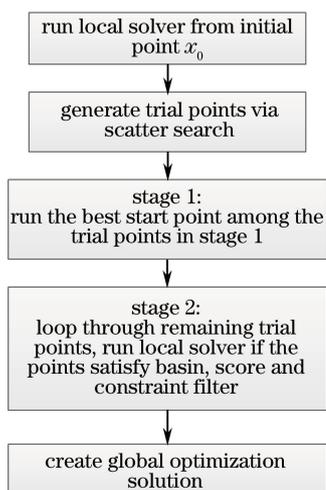 run local solver from initial
point x₀
generate trial points via
scatter search
stage 1:
run the best start point among the
trial points in stage 1
stage 2:
loop through remaining trial
points, run local solver if the
points satisfy basin, score and
constraint filter
create global optimization
solution